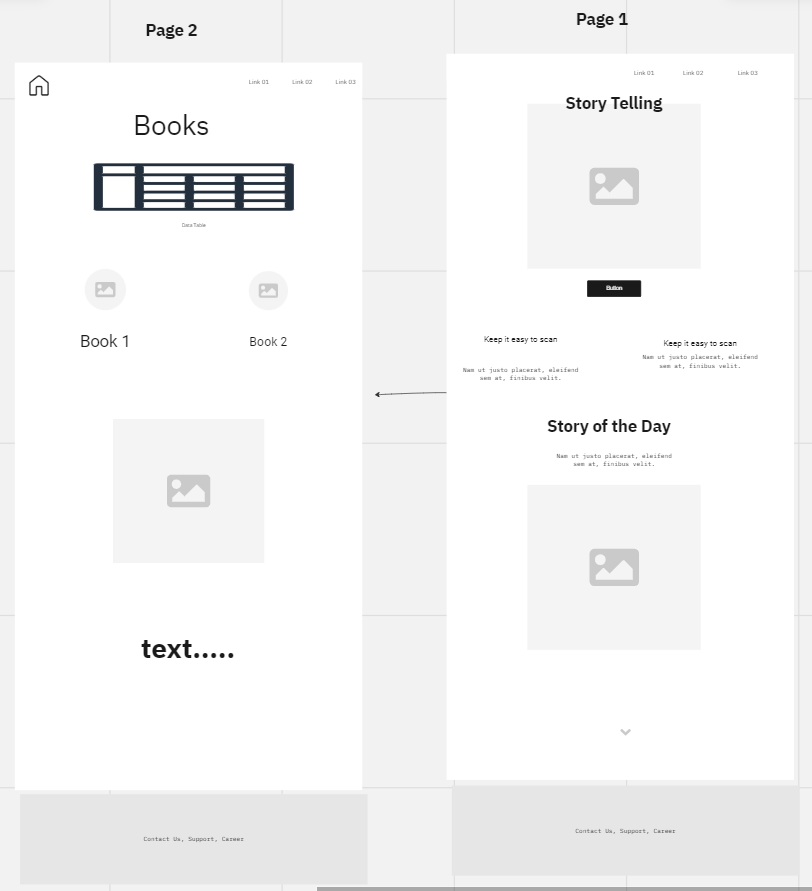 Page 2
Link 01 Link 02 Link 03
Books
Data Table
Book 1 Book 2
text.....
Contact Us, Support, Career
Page 1
Link 01 Link 02 Link 03
Story Telling
Button
Keep it easy to scan
Nam ut justo placerat, eleifend
sem at, finibus velit.
Keep it easy to scan
Nam ut justo placerat, eleifend
sem at, finibus velit.
Story of the Day
Nam ut justo placerat, eleifend
sem at, finibus velit.
Contact Us, Support, Career